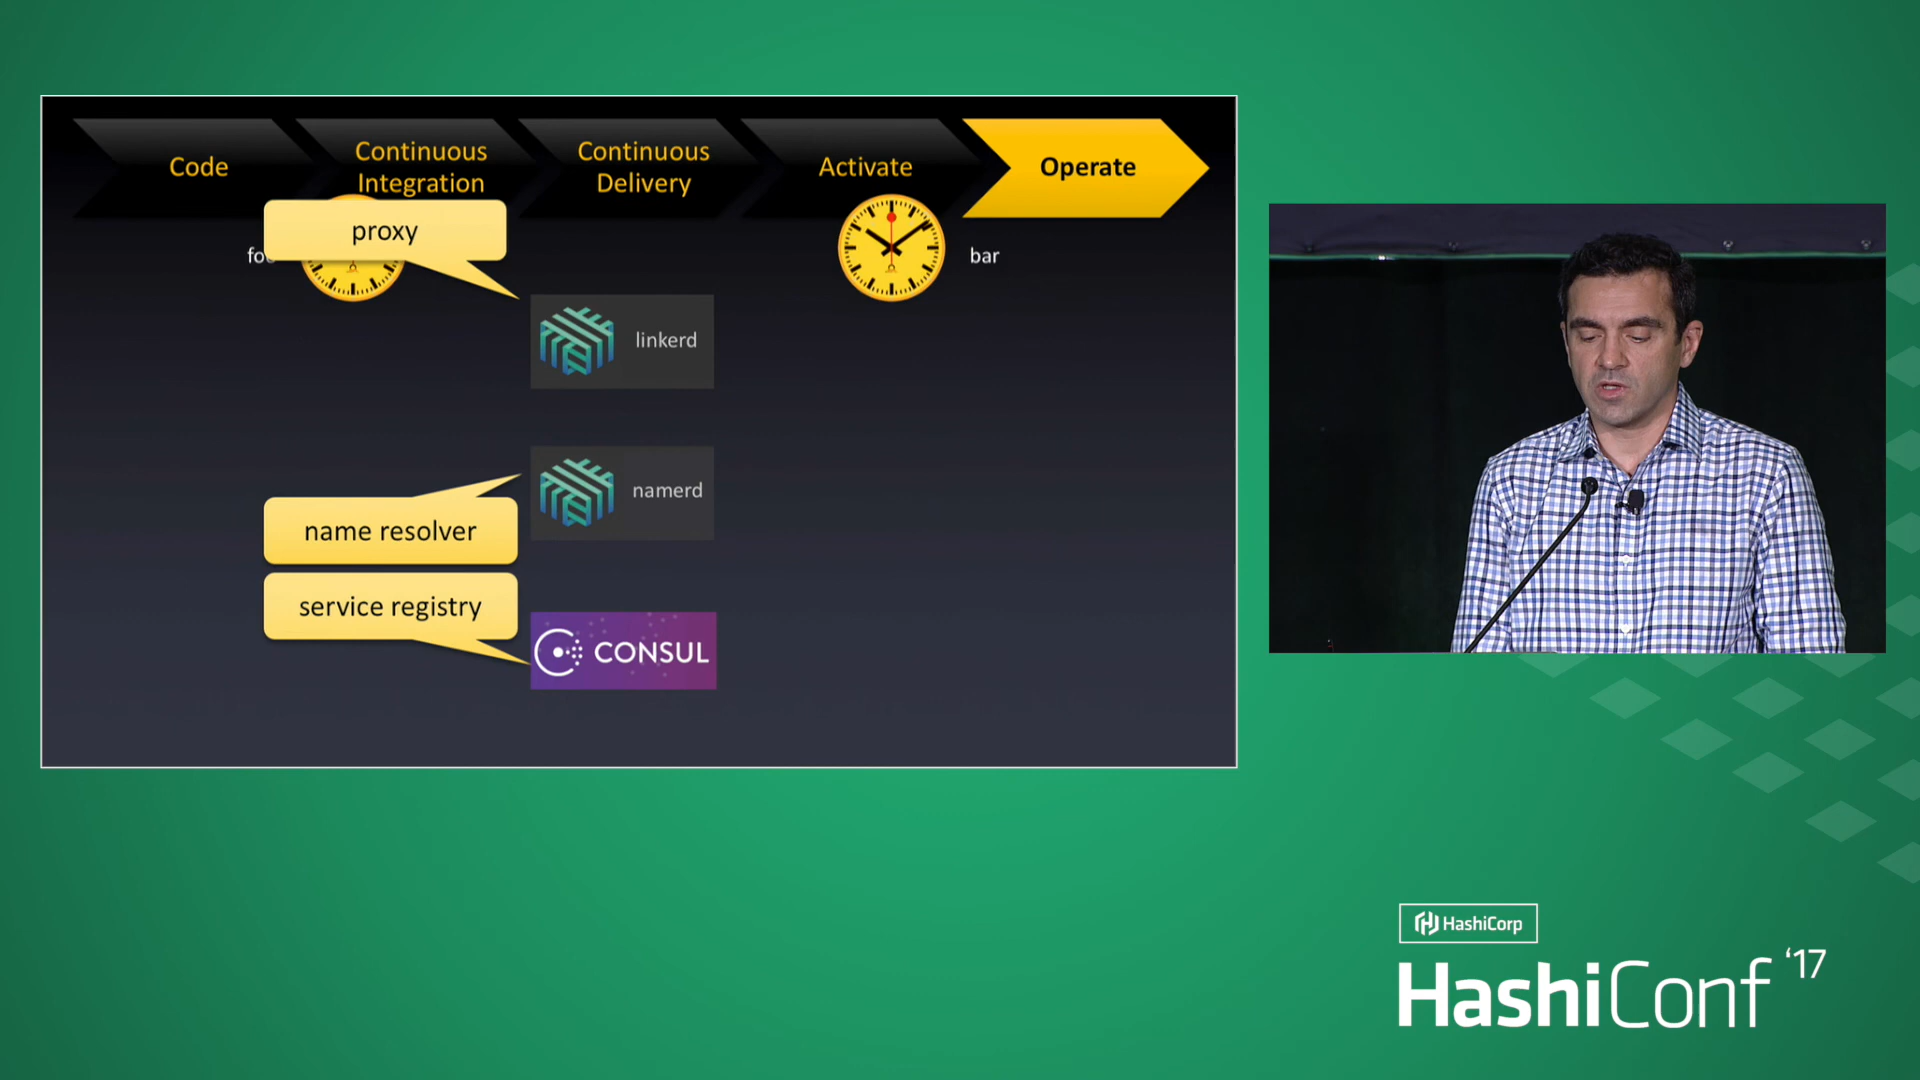 Code
Continuous
Integration
Continuous
Delivery
Activate
Operate
proxy
bar
linkerd
namerd
name resolver
service registry
CONSUL
HashiCorp
HashiConf '17